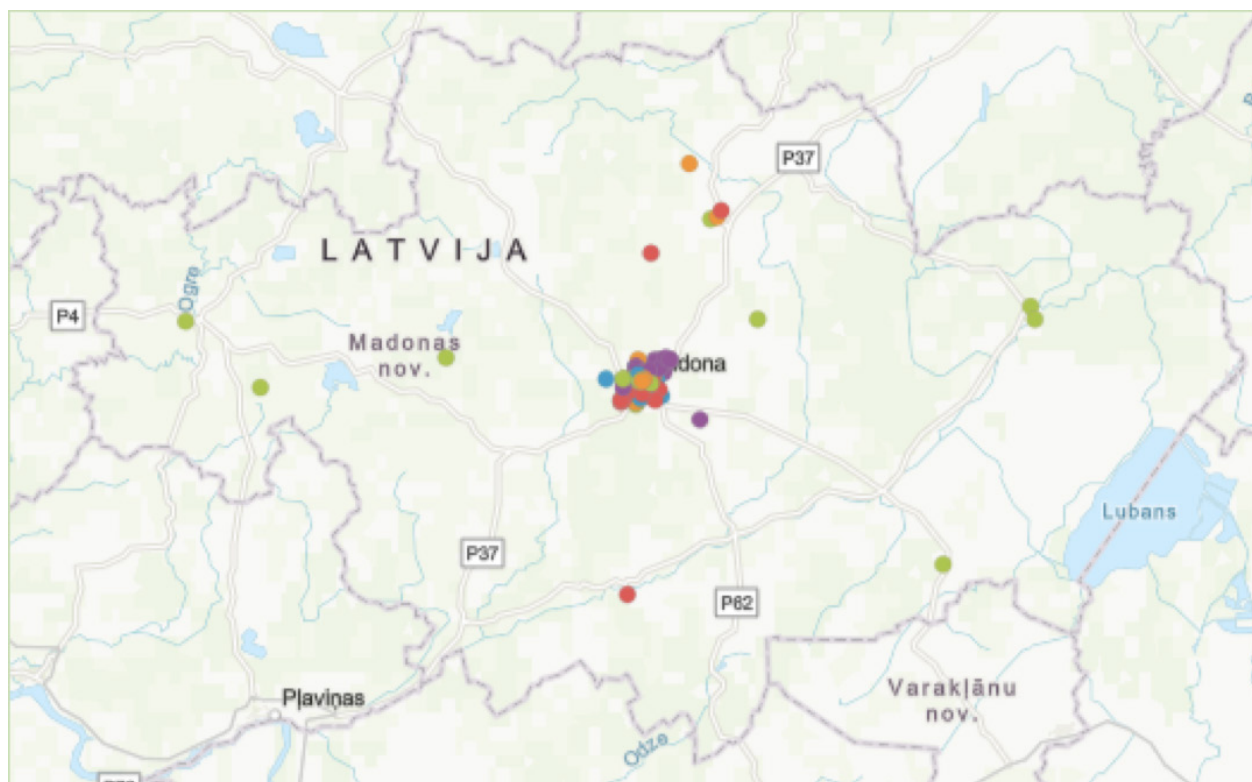 P37
LATVIJA
Ogre
P4
Madonas
nov.
dona
Lubans
P37
P62
Varakļānu
nov.
Pļaviņas
Odze